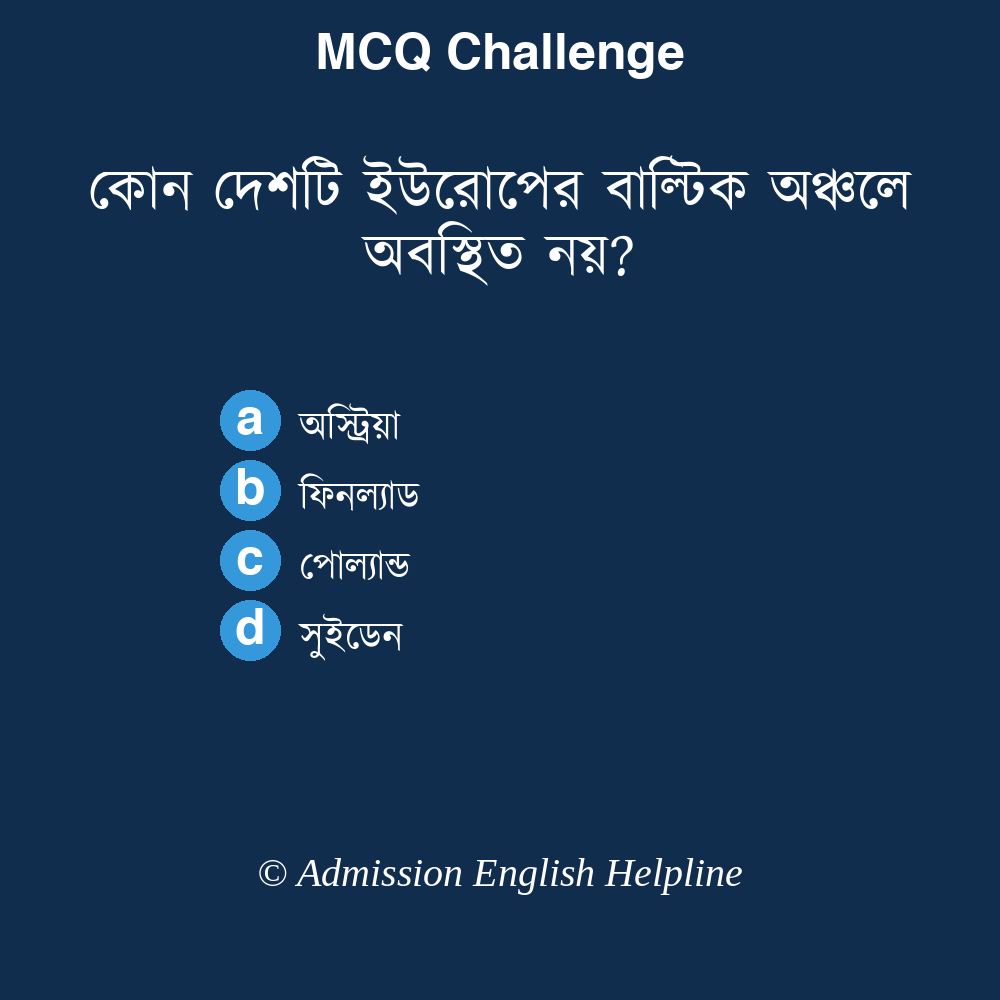 MCQ Challenge
কোন দেশটি ইউরোপের বাল্টিক অঞ্চলে
অবস্থিত নয়?
a অস্ট্রিয়া
b ফিনল্যাড
c পোল্যান্ড
d সুইডেন
© Admission English Helpline